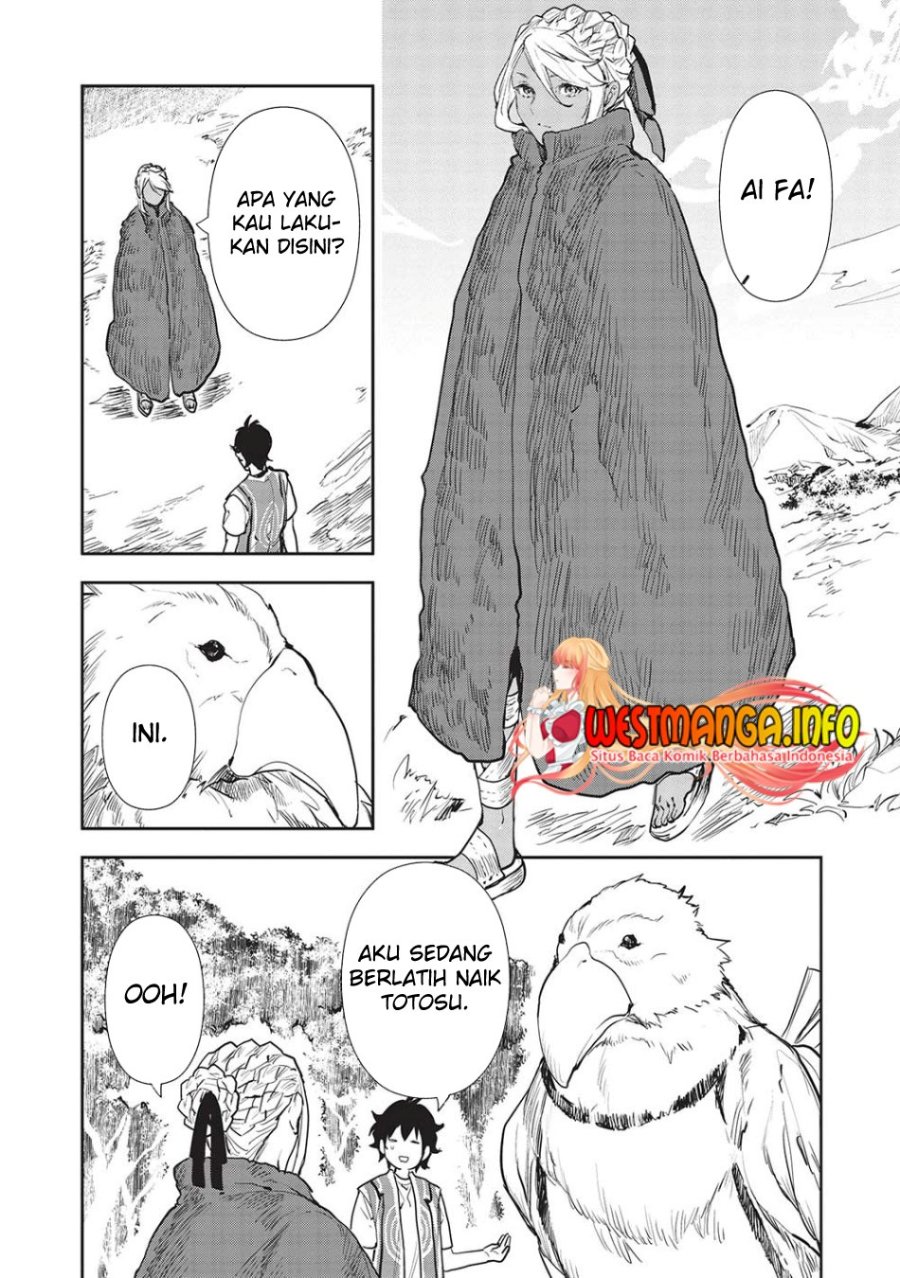 AI FA!
APA YANG
KAU LAKU-
KAN DISINI?
INI.
WESTMANGA.INFO
Situs Baca Komik Berbahasa Indonesia
AKU SEDANG
BERLATIH NAIK
TOTOSU.
OOH!